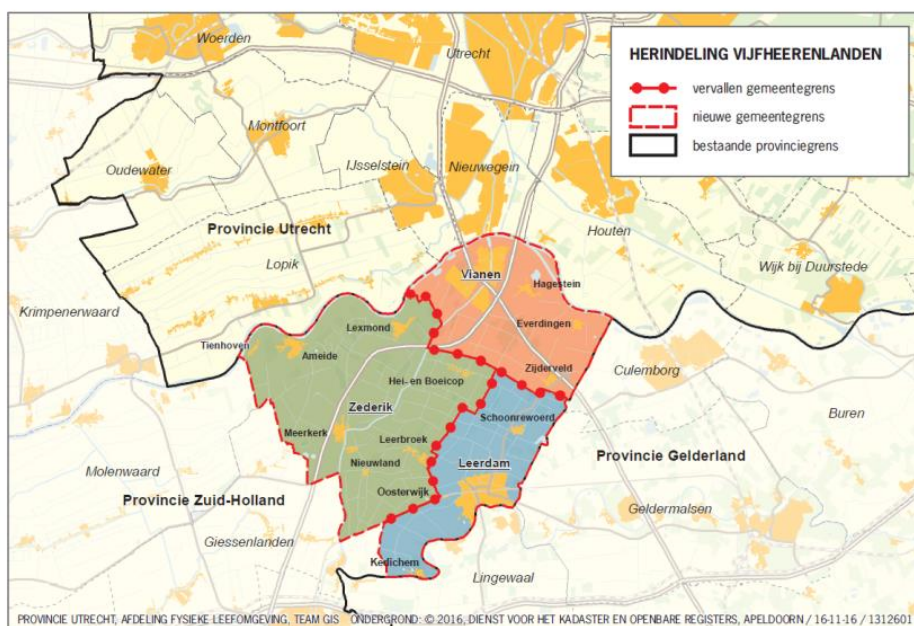 HERINDELING VIJFHEERENLANDEN
vervallen gemeentegrens
nieuwe gemeentegrens
bestaande provinciegrens
Woerden
Utrecht
Montfoort
Oudewater
IJsselstein
Nieuwegein
Houten
Provincie Utrecht
Lopik
Wijk bij Duurstede
Vianen
Hagestein
Krimpenerwaard
Lexmond
Everdingen
Tienhoven
Ameide
Zijderveld
Culemborg
Hei- en Boeicop
Zederik
Schoonrewoerd
Buren
Meerkerk
Leerbroek
Provincie Gelderland
Molenwaard
Nieuwland
Leerdam
Provincie Zuid-Holland
Oosterwijk
Geldermalsen
Giessenlanden
Kedichem
Lingewaal
PROVINCIE UTRECHT, AFDELING FYSIEKE LEEFOMGEVING, TEAM GIS ONDERGROND: © 2016, DIENST VOOR HET KADASTER EN OPENBARE REGISTERS, APELDOORN / 16-11-16 / 1312601